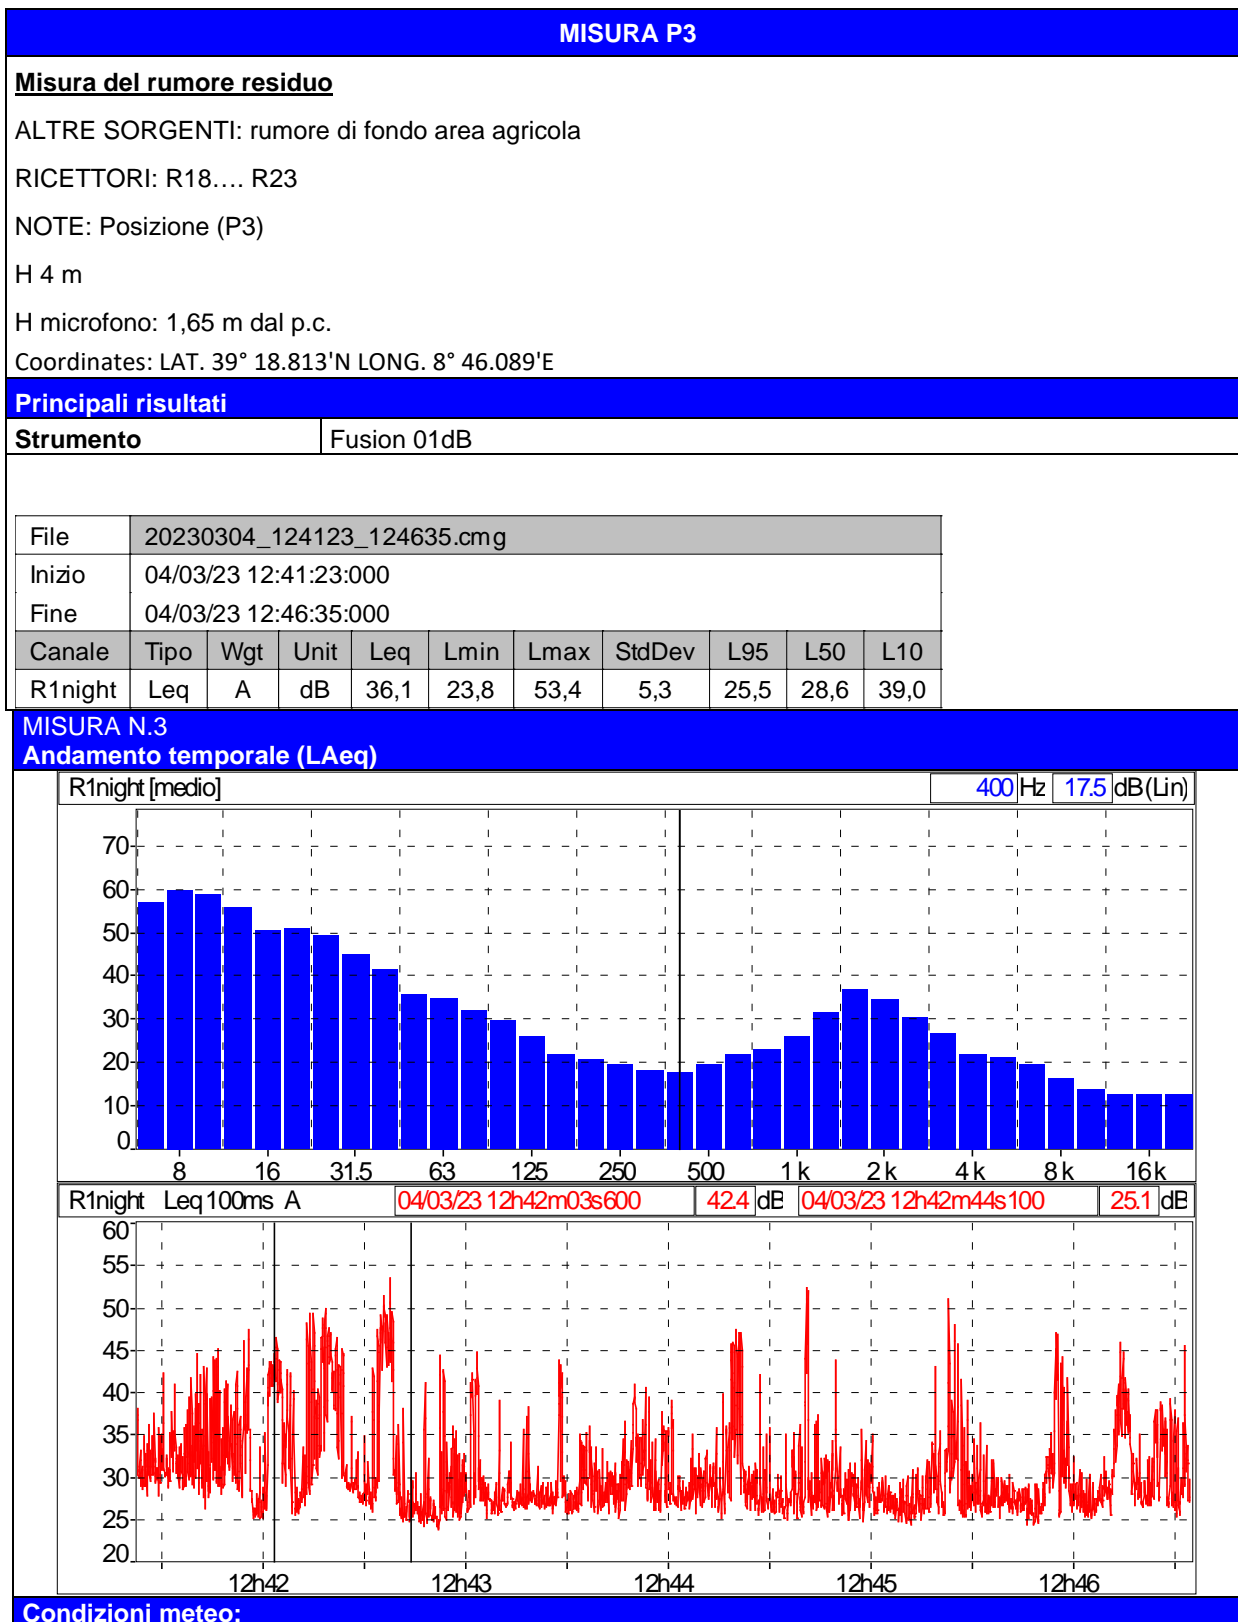 MISURA P3
Misura del rumore residuo
ALTRE SORGENTI: rumore di fondo area agricola
RICETTORI: R18…. R23
NOTE: Posizione (P3)
H 4 m
H microfono: 1,65 m dal p.c.
Coordinates: LAT. 39° 18.813'N LONG. 8° 46.089'E
Principali risultati
Strumento Fusion 01dB
File 20230304_124123_124635.cmg
Inizio 04/03/23 12:41:23:000
Fine 04/03/23 12:46:35:000
Canale Tipo Wgt Unit Leq Lmin Lmax StdDev L95 L50 L10
R1night Leq A dB 36,1 23,8 53,4 5,3 25,5 28,6 39,0
MISURA N.3
Andamento temporale (LAeq)
R1night [medio] 400 Hz 17.5 dB(Lin)
70
60
50
40
30
20
10
0
8 16 31.5 63 125 250 500 1 k 2 k 4 k 8 k 16 k
R1night Leq 100ms A 04/03/23 12h42m03s600 42.4 dB 04/03/23 12h42m44s100 25.1 dB
60
55
50
45
40
35
30
25
20
12h42 12h43 12h44 12h45 12h46
Condizioni meteo: